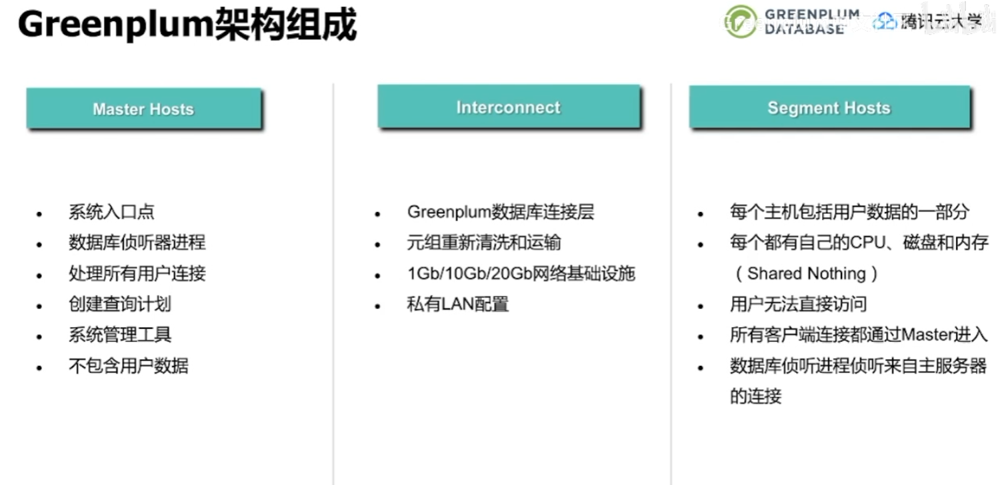 Greenplum架构组成
GREENPLUM
DATABASE
腾讯云大学
Master Hosts
系统入口点
数据库侦听器进程
处理所有用户连接
创建查询计划
系统管理工具
不包含用户数据
Interconnect
Greenplum数据库连接层
元组重新清洗和运输
1Gb/10Gb/20Gb网络基础设施
私有LAN配置
Segment Hosts
每个主机包括用户数据的一部分
每个都有自己的CPU、磁盘和内存
（Shared Nothing）
用户无法直接访问
所有客户端连接都通过Master进入
数据库侦听进程侦听来自主服务器
的连接